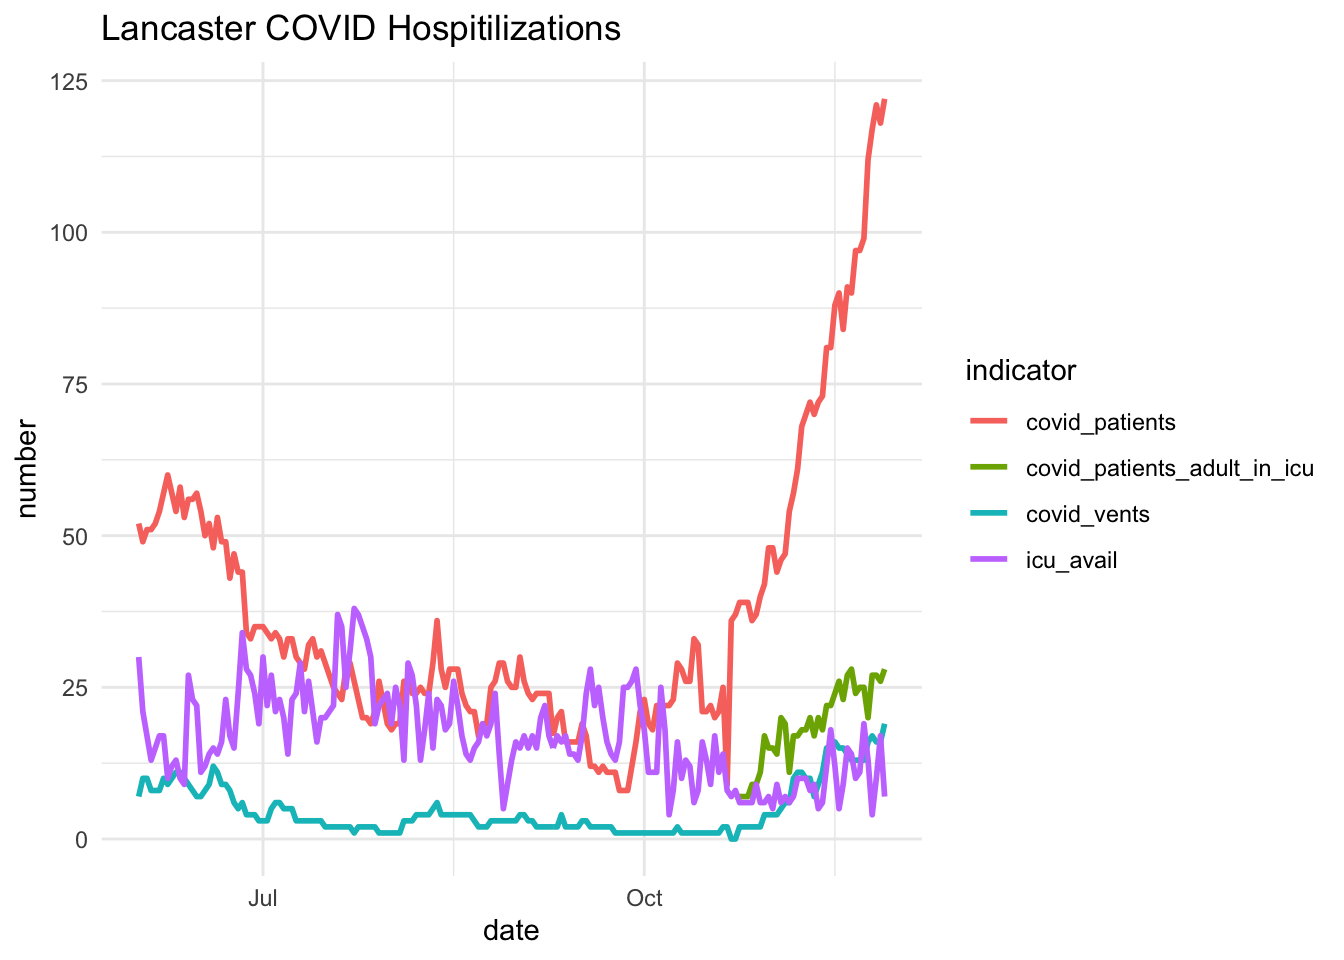 Lancaster COVID Hospitilizations
125
100
75
50
25
0
number
Jul
Oct
date
indicator
covid_patients
covid_patients_adult_in_icu
covid_vents
icu_avail